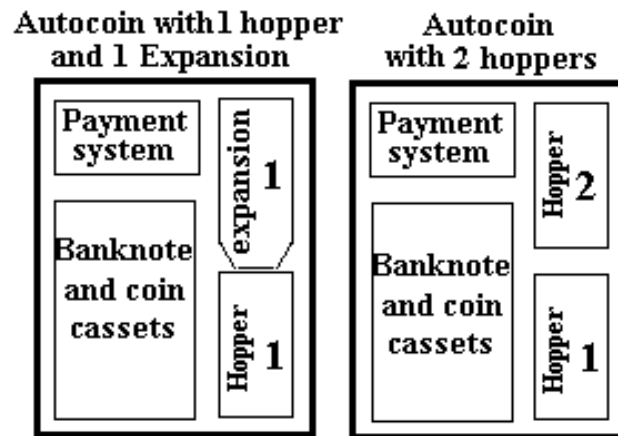 Autocoin with1 hopper
and 1 Expansion
Payment
system
expansion 1
Banknote
and coin
cassets
Hopper 1
Autocoin
with 2 hoppers
Payment
system
Hopper 2
Banknote
and coin
cassets
Hopper 1